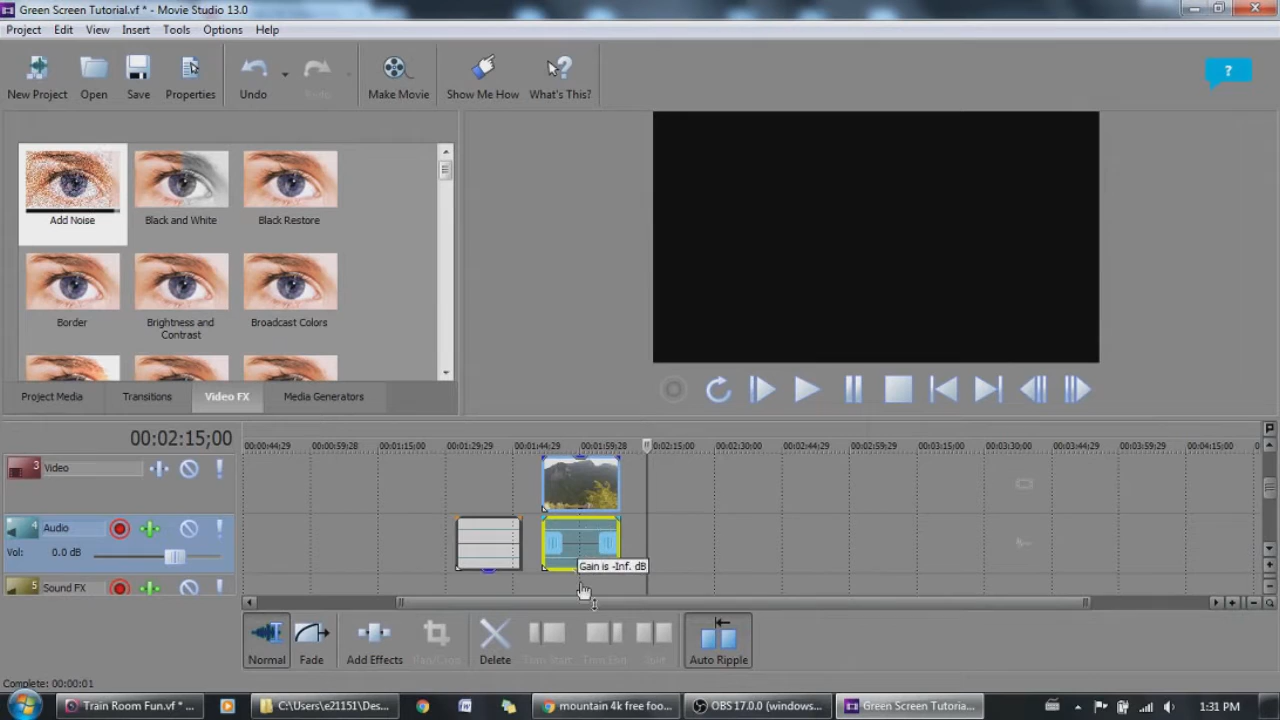 Green Screen Tutorial.vf * - Movie Studio 13.0
Project Edit View Insert Tools Options Help
New Project Open Save Properties Undo Redo Make Movie Show Me How What's This?
?
Add Noise Black and White Black Restore
Border Brightness and Contrast Broadcast Colors
Project Media Transitions Video FX Media Generators
00:02:15;00
00:00:44;29 00:00:59;28 00:01:15;00 00:01:29;29 00:01:44;29 00:01:59;28 00:02:15;00 00:02:30;00 00:02:44;29 00:02:59;29 00:03:15;00 00:03:30;00 00:03:44;29 00:03:59;29 00:04:15;00
3 Video
4 Audio
Vol: 0.0 dB
Gain is -Inf. dB
5 Sound FX
Normal Fade Add Effects Pan/Crop Delete Trim Start Trim End Split Auto Ripple
Complete: 00:00:01
Train Room Fun.vf * ... C:\Users\e21151\Des... mountain 4k free foo... OBS 17.0.0 (windows... Green Screen Tutoria... 1:31 PM